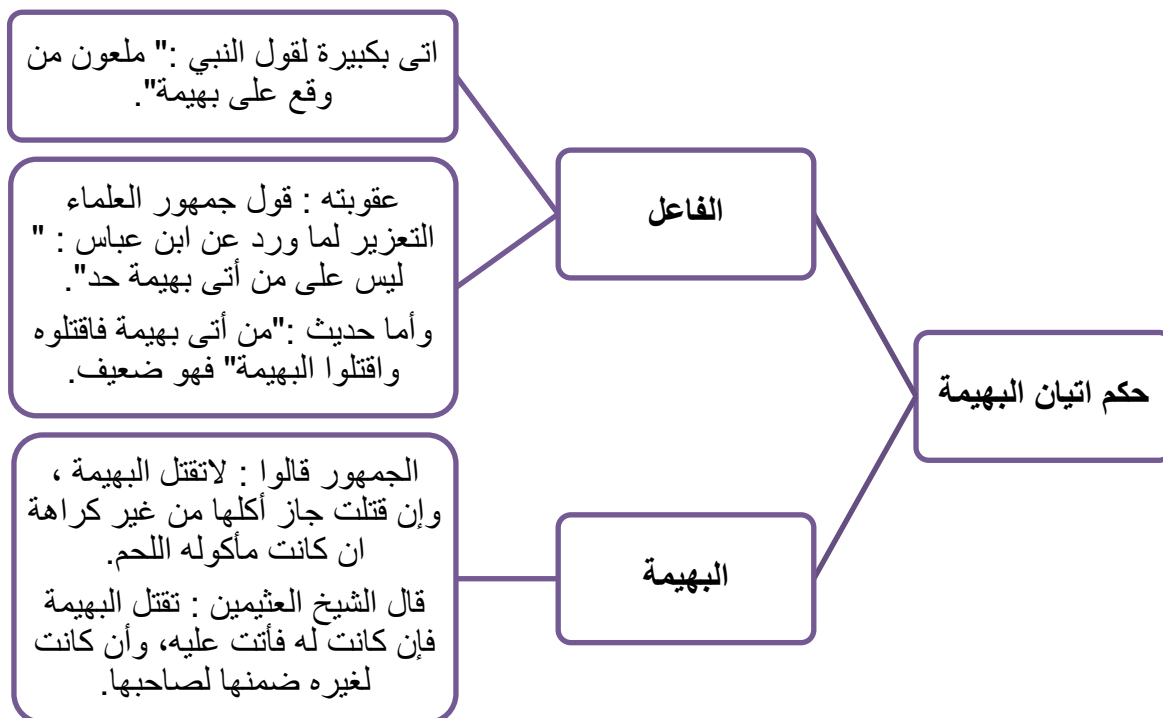 حكم اتيان البهيمة
الفاعل
اتى بكبيرة لقول النبي :" ملعون من
وقع على بهيمة".
عقوبته : قول جمهور العلماء
التعزير لما ورد عن ابن عباس : "
ليس على من أتى بهيمة حد".
وأما حديث :"من أتى بهيمة فاقتلوه
واقتلوا البهيمة" فهو ضعيف.
البهيمة
الجمهور قالوا : لاتقتل البهيمة ،
وإن قتلت جاز أكلها من غير كراهة
ان كانت مأكوله اللحم.
قال الشيخ العثيمين : تقتل البهيمة
فإن كانت له فأتت عليه، وأن كانت
لغيره ضمنها لصاحبها.